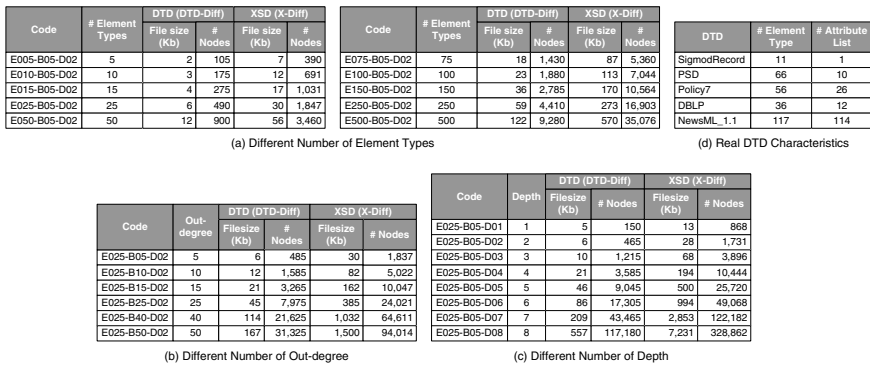 Code # Element Types DTD (DTD-Diff) XSD (X-Diff)
File size (Kb) # Nodes File size (Kb) # Nodes
E005-B05-D02 5 2 105 7 390
E010-B05-D02 10 3 175 12 691
E015-B05-D02 15 4 275 17 1,031
E025-B05-D02 25 6 490 30 1,847
E050-B05-D02 50 12 900 56 3,460
Code # Element Types DTD (DTD-Diff) XSD (X-Diff)
File size (Kb) # Nodes File size (Kb) # Nodes
E075-B05-D02 75 18 1,430 87 5,360
E100-B05-D02 100 23 1,880 113 7,044
E150-B05-D02 150 36 2,785 170 10,564
E250-B05-D02 250 59 4,410 273 16,903
E500-B05-D02 500 122 9,280 570 35,076
(a) Different Number of Element Types
DTD # Element Type # Attribute List
SigmodRecord 11 1
PSD 66 10
Policy7 56 26
DBLP 36 12
NewsML_1.1 117 114
(d) Real DTD Characteristics
Code Out-degree DTD (DTD-Diff) XSD (X-Diff)
Filesize (Kb) # Nodes Filesize (Kb) # Nodes
E025-B05-D02 5 6 485 30 1,837
E025-B10-D02 10 12 1,585 82 5,022
E025-B15-D02 15 21 3,265 162 10,047
E025-B25-D02 25 45 7,975 385 24,021
E025-B40-D02 40 114 21,625 1,032 64,611
E025-B50-D02 50 167 31,325 1,500 94,014
(b) Different Number of Out-degree
Code Depth DTD (DTD-Diff) XSD (X-Diff)
Filesize (Kb) # Nodes Filesize (Kb) # Nodes
E025-B05-D01 1 5 150 13 868
E025-B05-D02 2 6 465 28 1,731
E025-B05-D03 3 10 1,215 68 3,896
E025-B05-D04 4 21 3,585 194 10,444
E025-B05-D05 5 46 9,045 500 25,720
E025-B05-D06 6 86 17,305 994 49,068
E025-B05-D07 7 209 43,465 2,853 122,182
E025-B05-D08 8 557 117,180 7,231 328,862
(c) Different Number of Depth